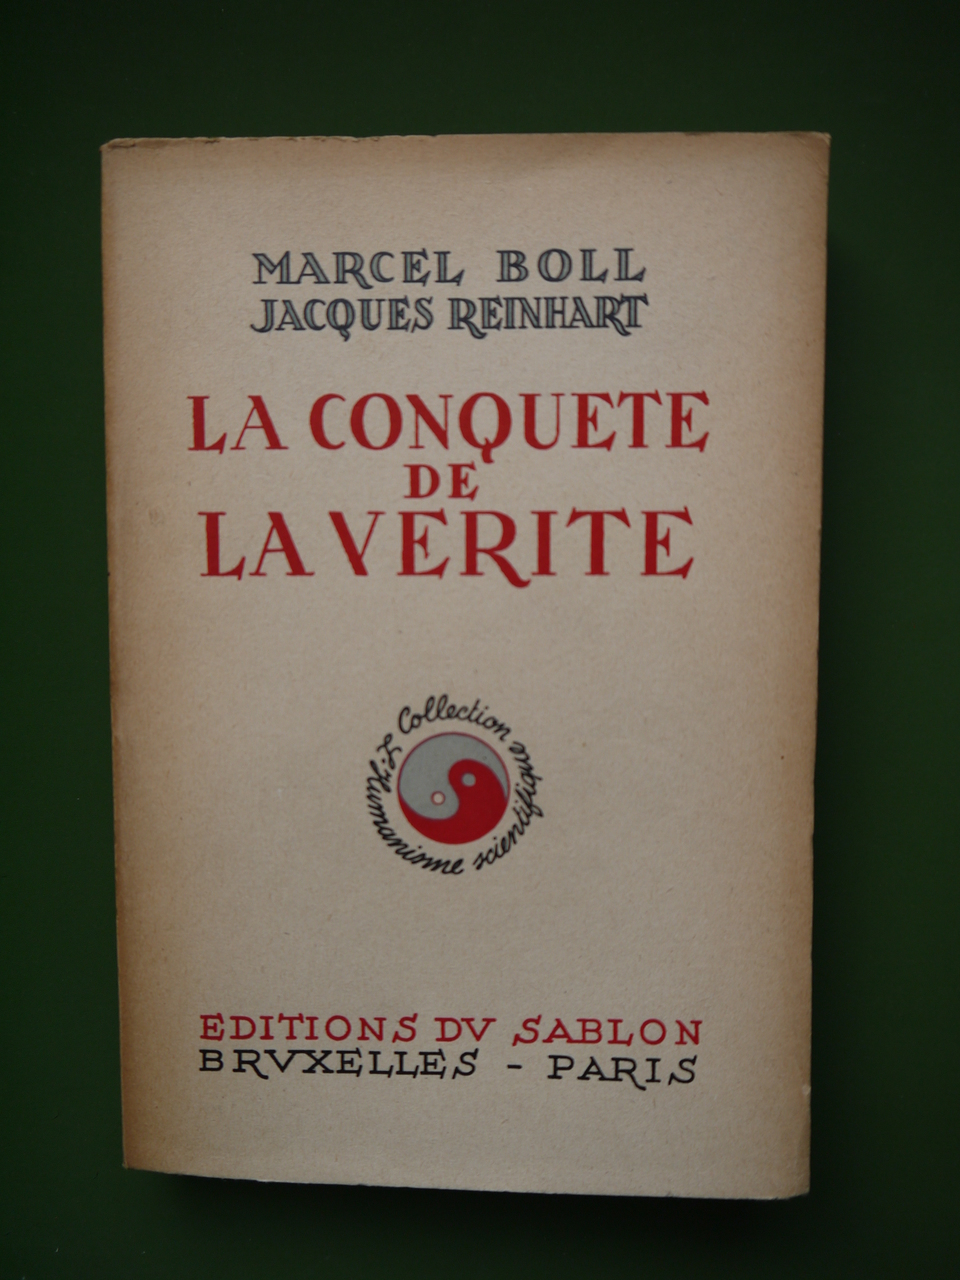 MARCEL BOLL
JACQUES REINHART
LA CONQUETE
DE
LA VERITE
Collection
L'Humanisme scientifique
EDITIONS DV SABLON
BRVXELLES - PARIS